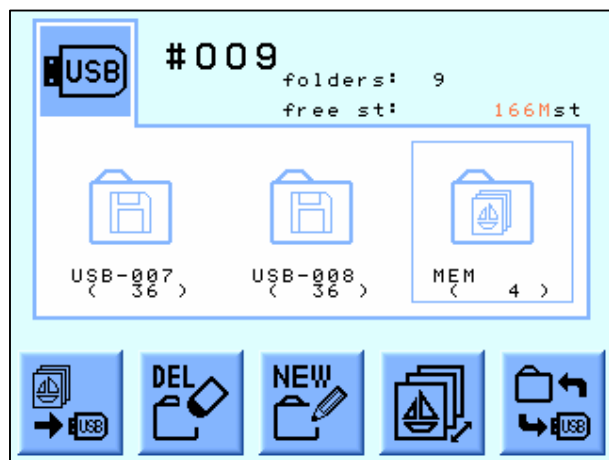 USB
#009
folders: 9
free st: 166Mst
USB-007 USB-008 MEM
( 36 ) ( 36 ) ( 4 )
DEL NEW
USB USB